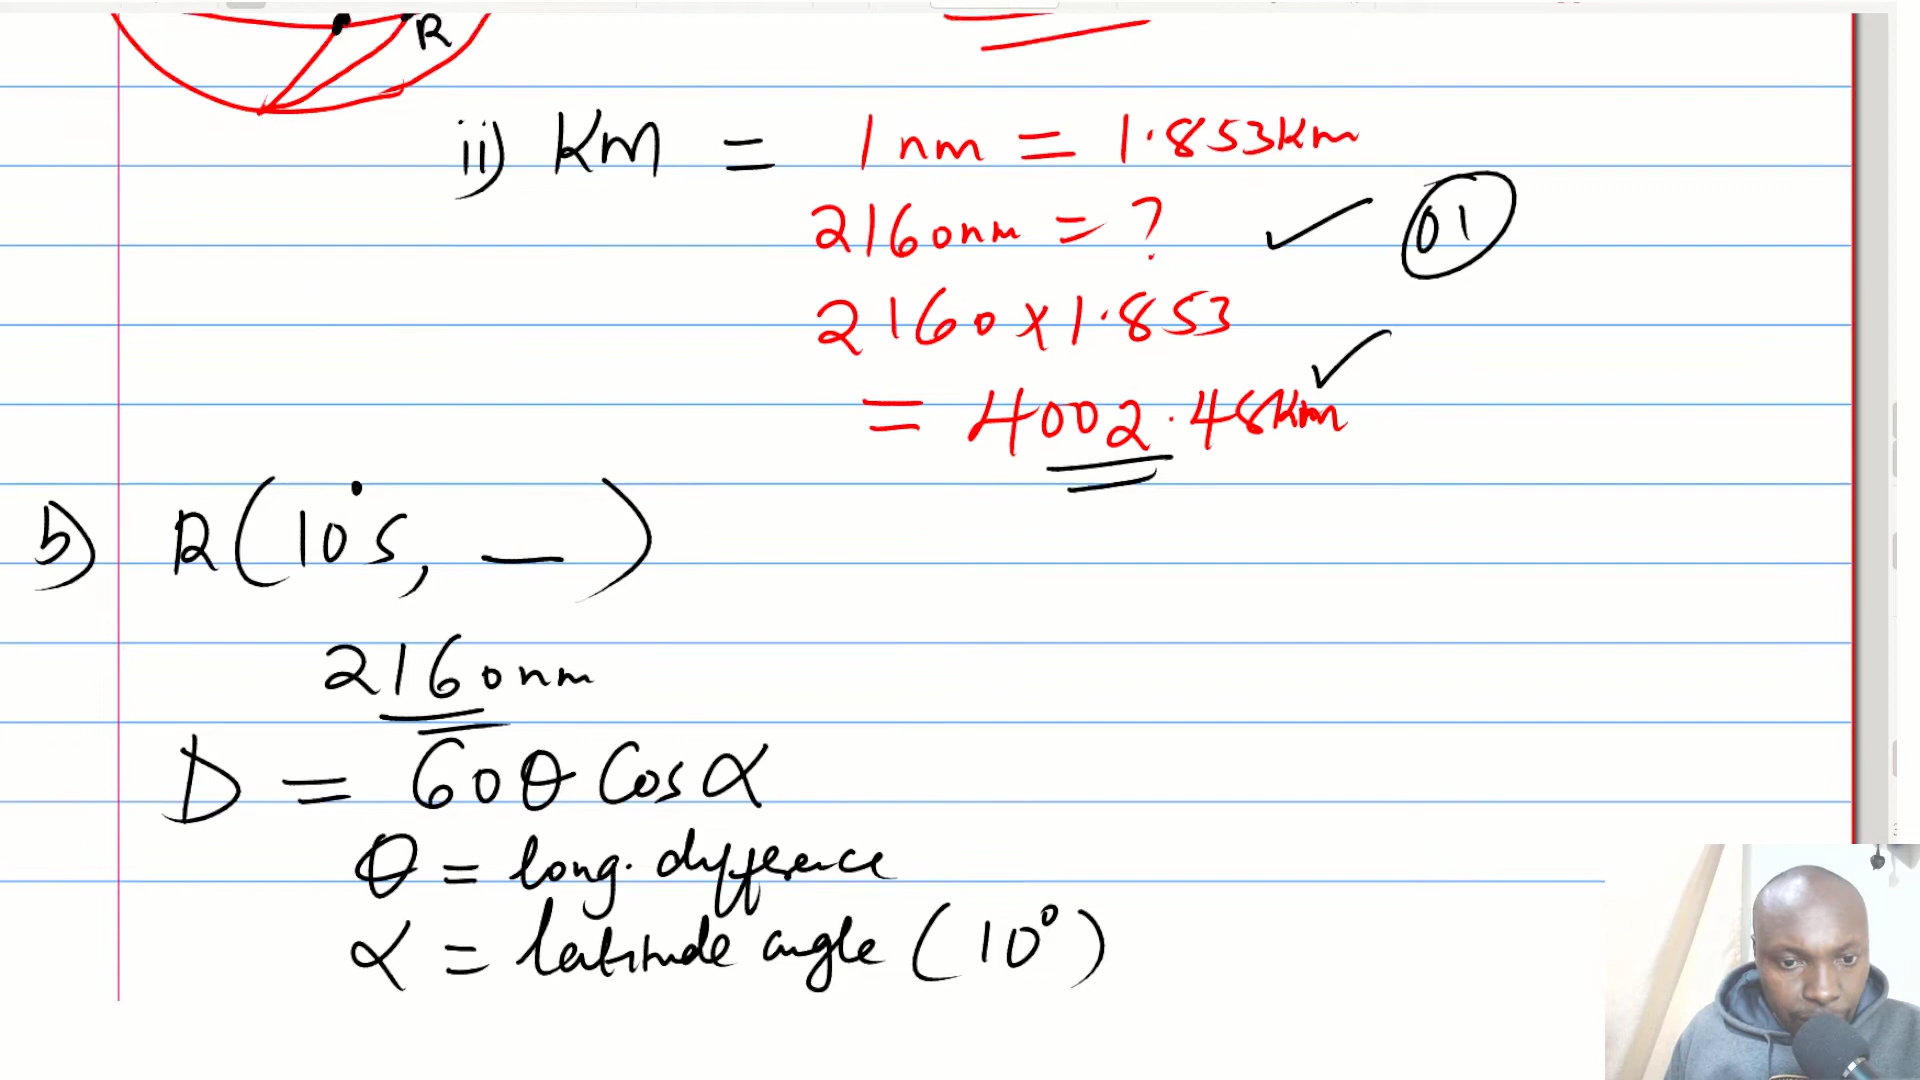 R
ii) KM = 1nm = 1.853km
2160nm = ?
01
2160 x 1.853
= 4002.48km
b) R(10°S, __)
2160nm
D = 60θ Cos α
θ = long. difference
α = latitude angle (10°)